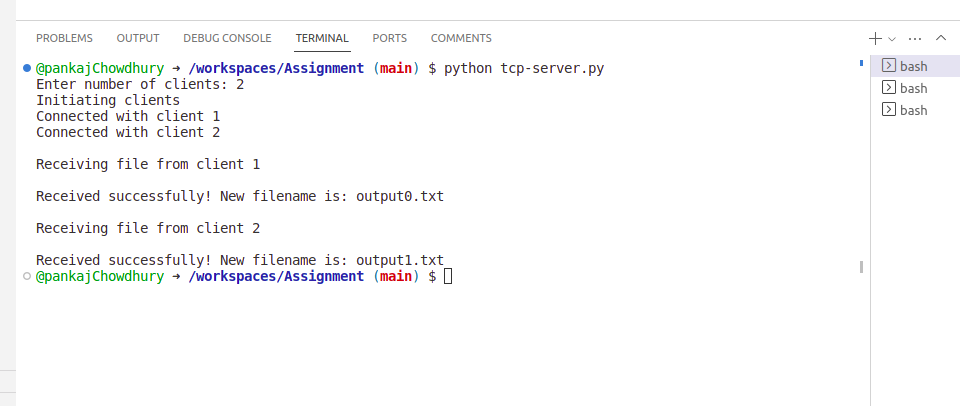 PROBLEMS OUTPUT DEBUG CONSOLE TERMINAL PORTS COMMENTS
@pankajChowdhury ➜ /workspaces/Assignment (main) $ python tcp-server.py
Enter number of clients: 2
Initiating clients
Connected with client 1
Connected with client 2
Receiving file from client 1
Received successfully! New filename is: output0.txt
Receiving file from client 2
Received successfully! New filename is: output1.txt
@pankajChowdhury ➜ /workspaces/Assignment (main) $
bash
bash
bash